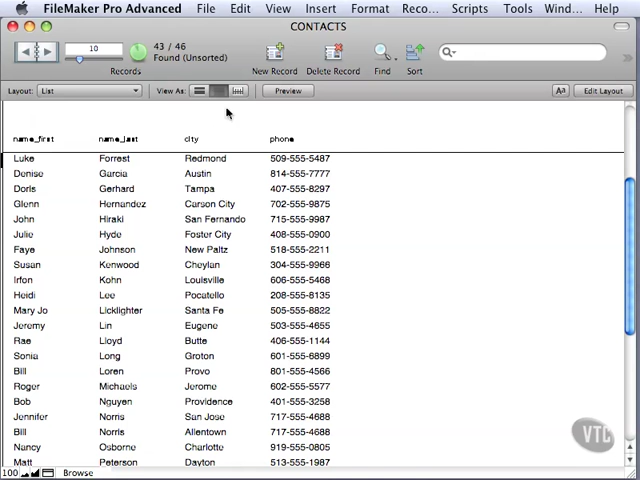 FileMaker Pro Advanced File Edit View Insert Format Reco... Scripts Tools Wind... Help
CONTACTS
10
43 / 46
Found (Unsorted)
Records
New Record Delete Record Find Sort
Layout: List View As: Preview Aa Edit Layout
name_first name_last city phone
Luke Forrest Redmond 509-555-5487
Denise Garcia Austin 814-555-7777
Doris Gerhard Tampa 407-555-8297
Glenn Hernandez Carson City 702-555-9875
John Hiraki San Fernando 715-555-9987
Julie Hyde Foster City 408-555-0900
Faye Johnson New Paltz 518-555-2211
Susan Kenwood Cheylan 304-555-9966
Irfon Kohn Louisville 606-555-5468
Heidi Lee Pocatello 208-555-8135
Mary Jo Licklighter Santa Fe 505-555-8822
Jeremy Lin Eugene 503-555-4655
Rae Lloyd Butte 406-555-1144
Sonia Long Groton 601-555-6899
Bill Loren Provo 801-555-4566
Roger Michaels Jerome 602-555-5577
Bob Nguyen Providence 401-555-3258
Jennifer Norris San Jose 717-555-4688
Bill Norris Allentown 717-555-4688
Nancy Osborne Charlotte 919-555-0805
Matt Peterson Dayton 513-555-1987
VTC
100 Browse